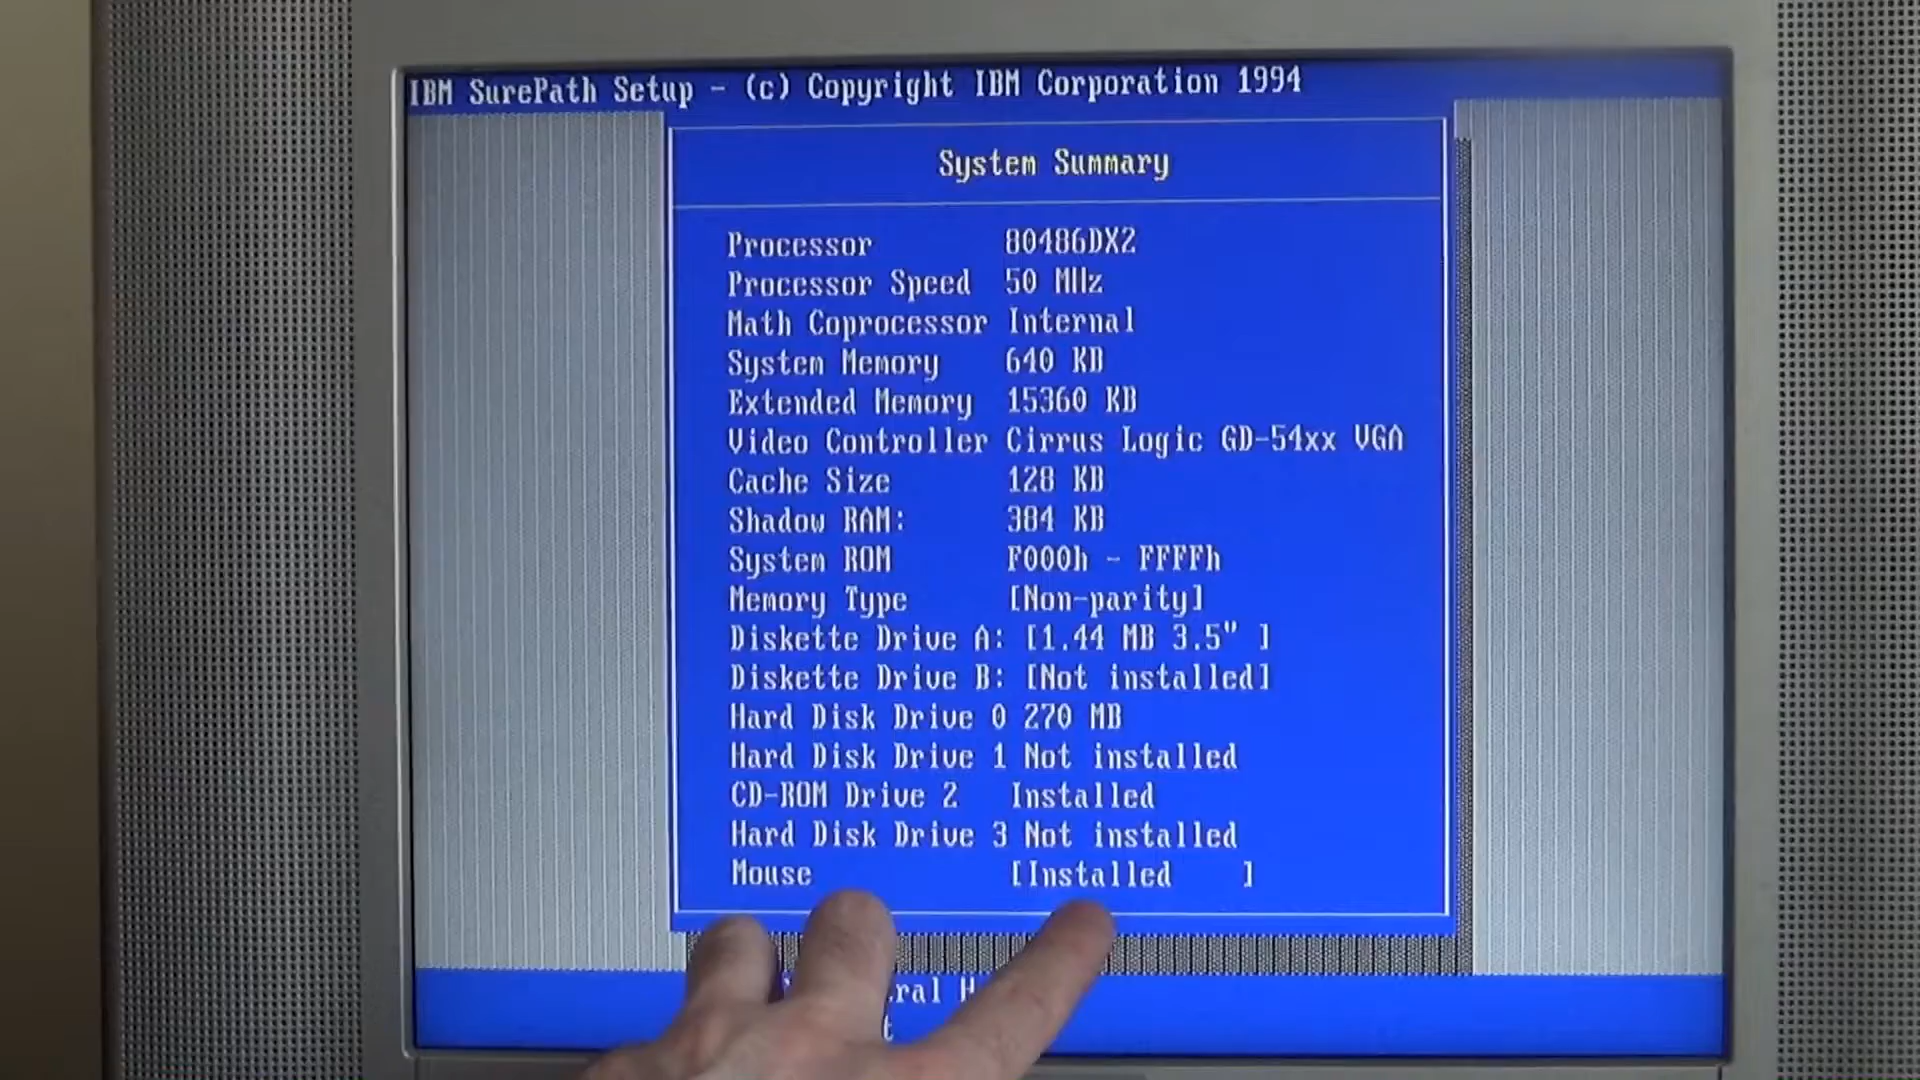 IBM SurePath Setup - (c) Copyright IBM Corporation 1994
System Summary
Processor 80486DX2
Processor Speed 50 MHz
Math Coprocessor Internal
System Memory 640 KB
Extended Memory 15360 KB
Video Controller Cirrus Logic GD-54xx VGA
Cache Size 128 KB
Shadow RAM: 384 KB
System ROM F000h - FFFFh
Memory Type [Non-parity]
Diskette Drive A: [1.44 MB 3.5" ]
Diskette Drive B: [Not installed]
Hard Disk Drive 0 270 MB
Hard Disk Drive 1 Not installed
CD-ROM Drive 2 Installed
Hard Disk Drive 3 Not installed
Mouse [Installed ]